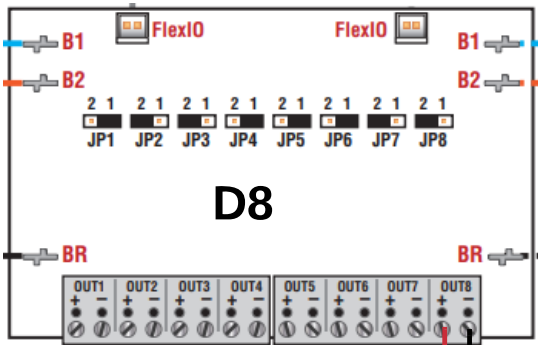 FlexIO FlexIO
B1 B1
B2 B2
2 1 2 1 2 1 2 1 2 1 2 1 2 1 2 1
JP1 JP2 JP3 JP4 JP5 JP6 JP7 JP8
D8
BR BR
OUT1 OUT2 OUT3 OUT4 OUT5 OUT6 OUT7 OUT8
+ − + − + − + − + − + − + − + −